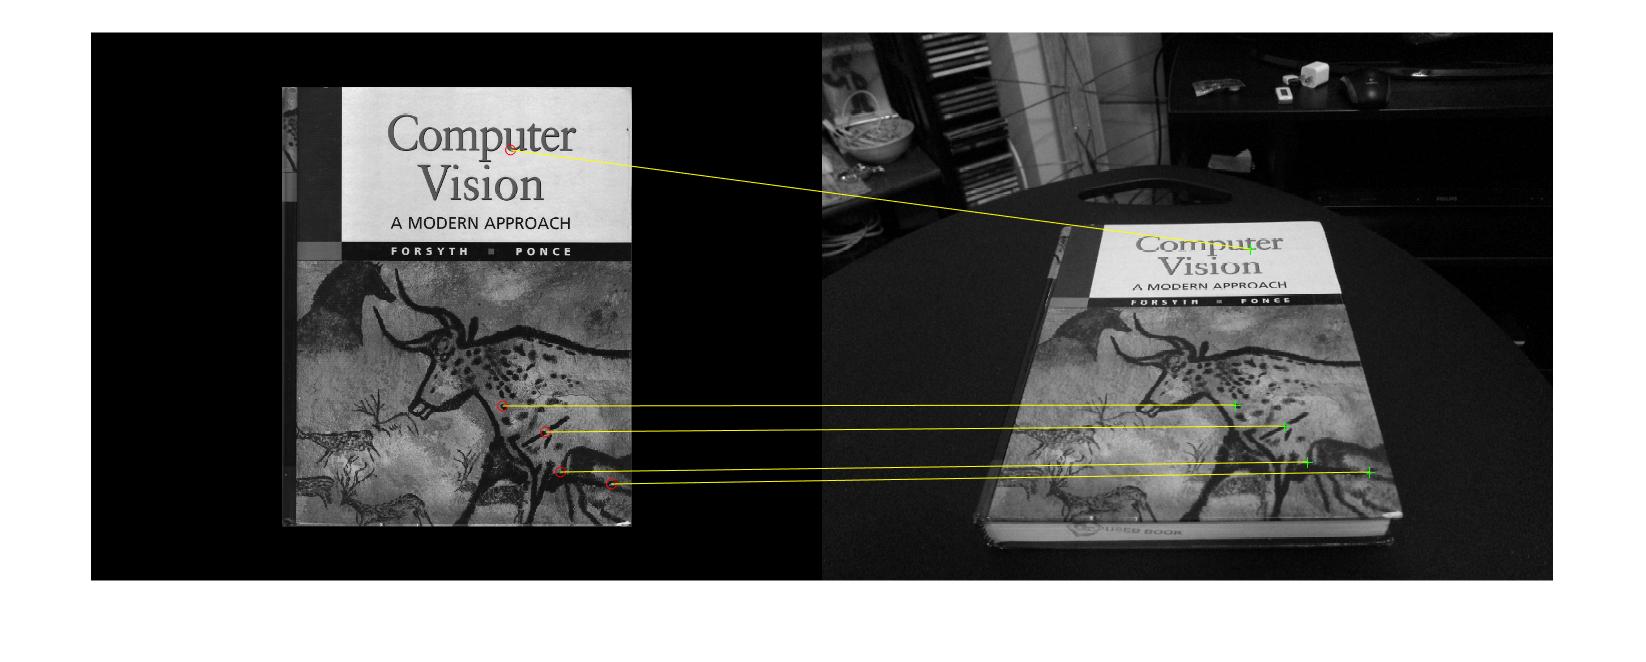 Computer
Vision
A MODERN APPROACH
FORSYTH PONCE
Computer
Vision
A MODERN APPROACH
FORSYTH PONCE
USED BOOK